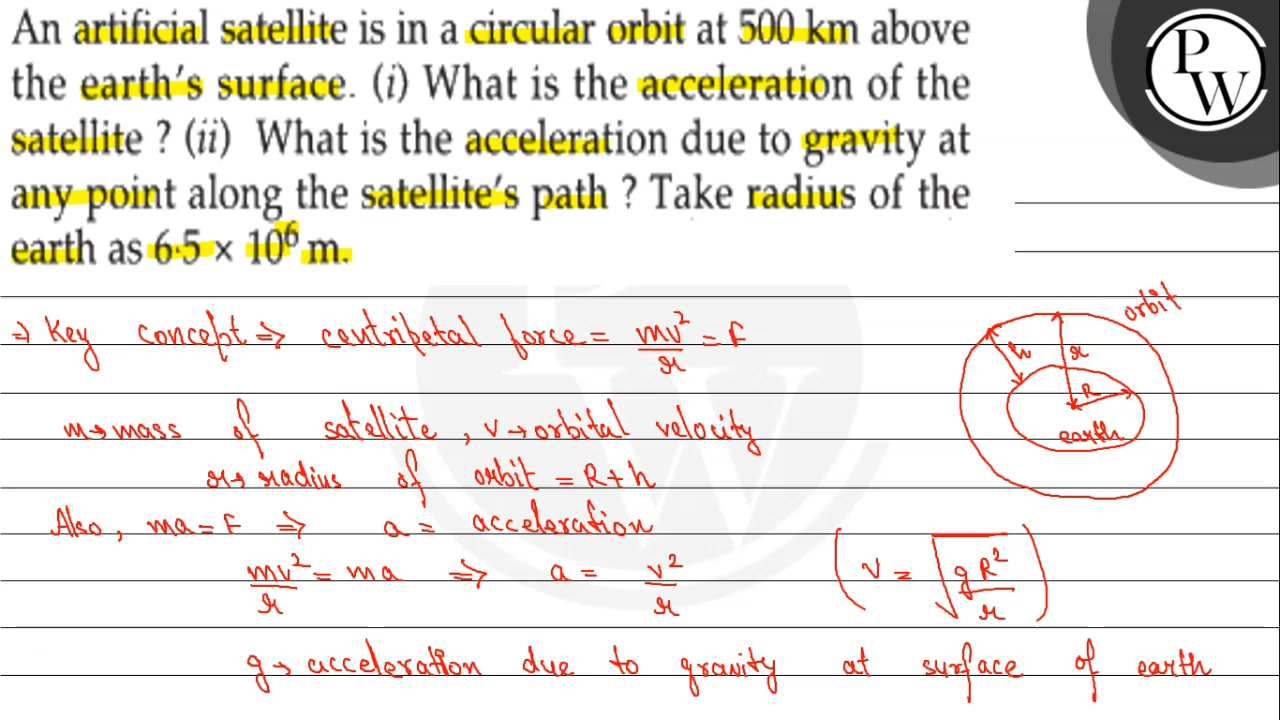 An artificial satellite is in a circular orbit at 500 km above
the earth's surface. (i) What is the acceleration of the
satellite ? (ii) What is the acceleration due to gravity at
any point along the satellite's path ? Take radius of the
earth as 6·5 × 10⁶ m.
PW
⇒ Key concept ⇒ centripetal force = mv²/r = F
orbit
h
r
R
earth
m → mass of satellite, v → orbital velocity
r → radius of orbit = R+h
Also, ma = F ⇒ a = acceleration
mv²/r = ma ⇒ a = v²/r (v = √(gR²/r))
g → acceleration due to gravity at surface of earth